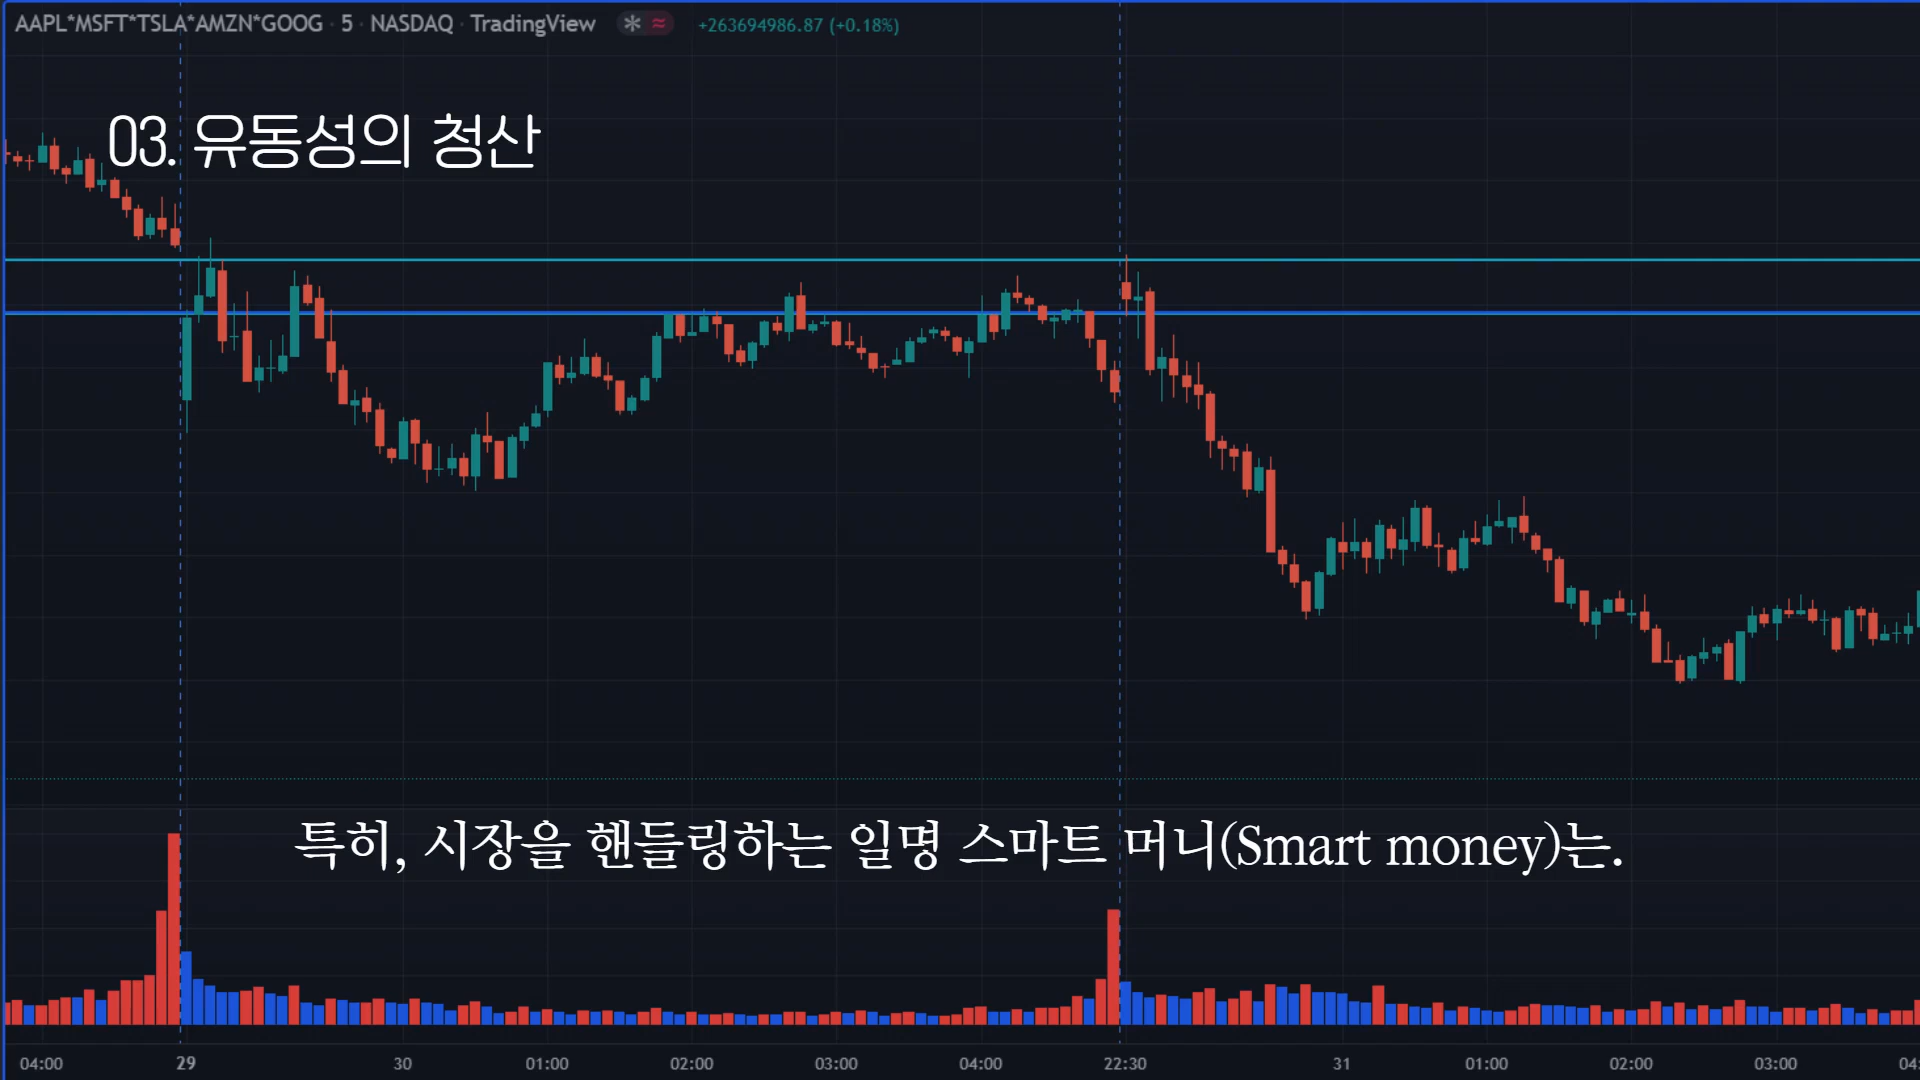 AAPL*MSFT*TSLA*AMZN*GOOG · 5 · NASDAQ · TradingView +263694986.87 (+0.18%)
03. 유동성의 청산
특히, 시장을 핸들링하는 일명 스마트 머니(Smart money)는.
04:00 29 30 01:00 02:00 03:00 04:00 22:30 31 01:00 02:00 03:00